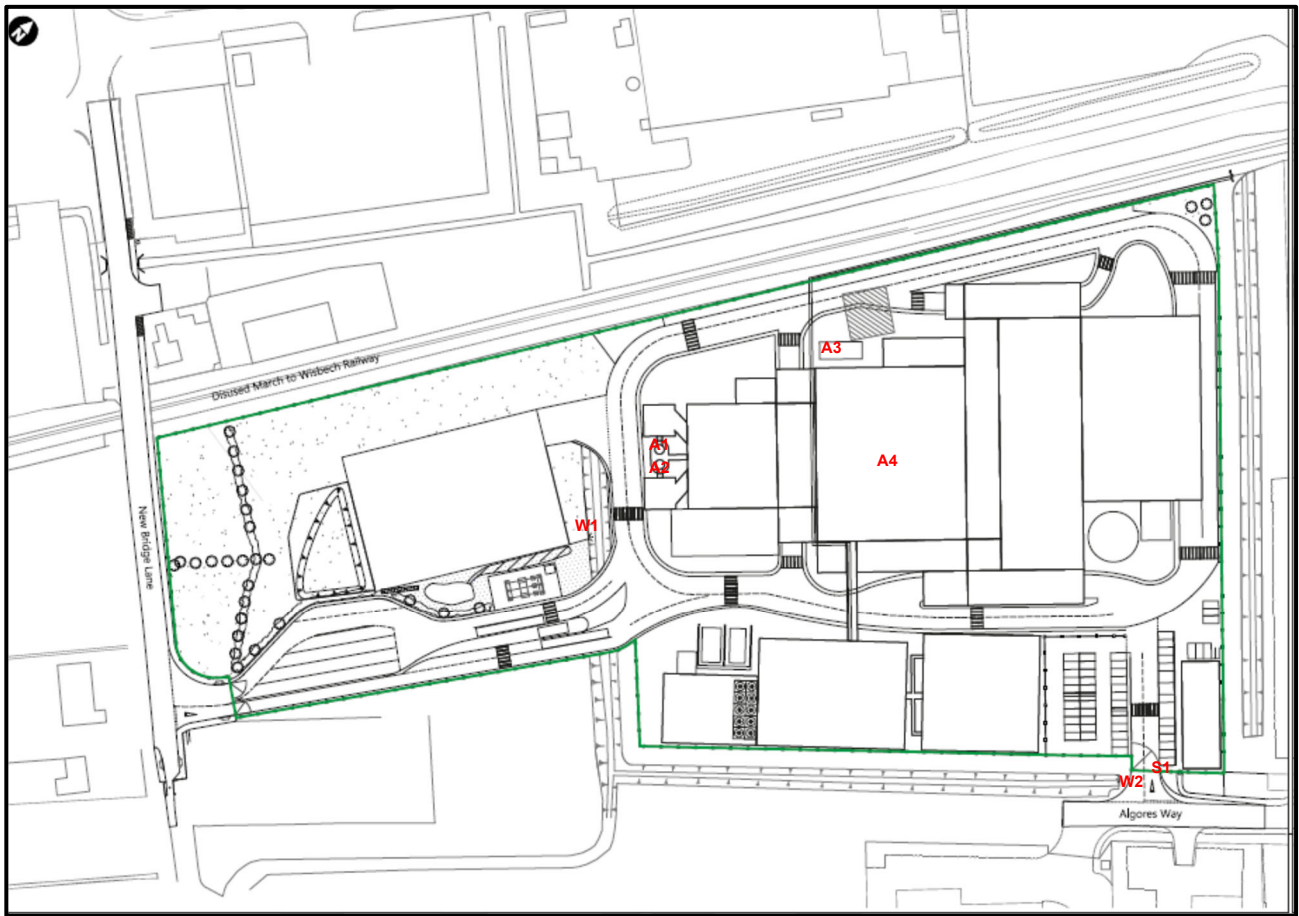 N
Disused March to Wisbech Railway
A3
A1
A4
A2
W1
New Bridge Lane
S1
W2
Algores Way